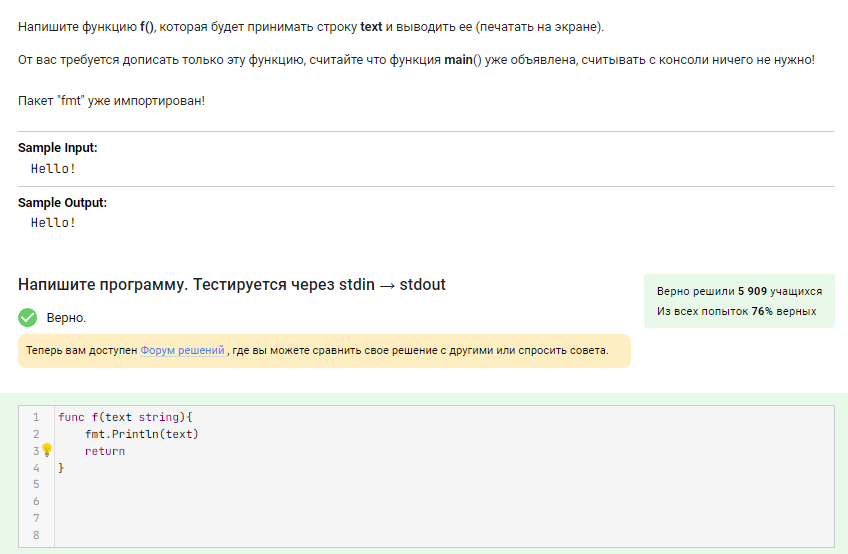 Напишите функцию f(), которая будет принимать строку text и выводить ее (печатать на экране).
От вас требуется дописать только эту функцию, считайте что функция main() уже объявлена, считывать с консоли ничего не нужно!
Пакет "fmt" уже импортирован!
Sample Input:
Hello!
Sample Output:
Hello!
Напишите программу. Тестируется через stdin → stdout
Верно решили 5 909 учащихся
Из всех попыток 76% верных
Верно.
Теперь вам доступен Форум решений , где вы можете сравнить свое решение с другими или спросить совета.
1 func f(text string){
2     fmt.Println(text)
3     return
4 }
5
6
7
8